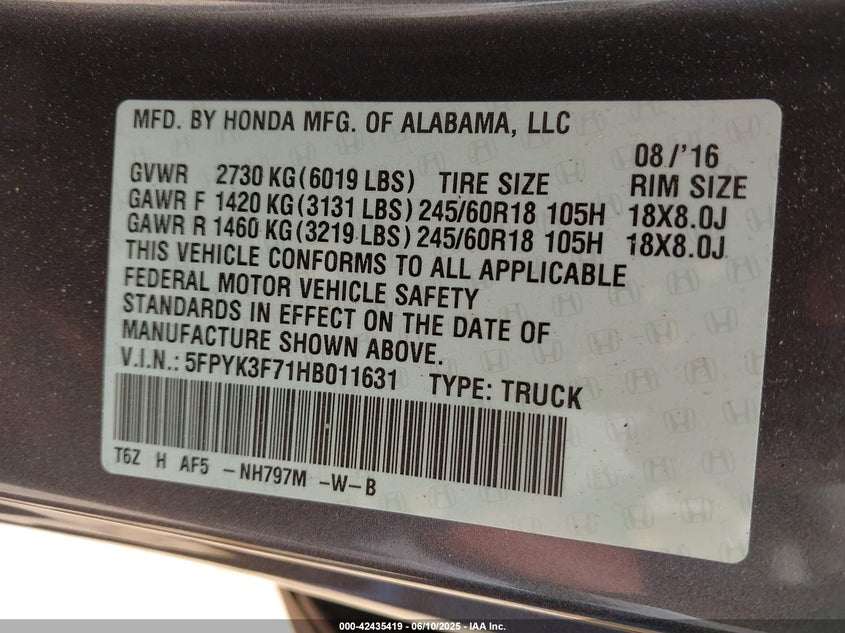 MFD. BY HONDA MFG. OF ALABAMA, LLC
08/'16
GVWR 2730 KG(6019 LBS) TIRE SIZE RIM SIZE
GAWR F 1420 KG(3131 LBS) 245/60R18 105H 18X8.0J
GAWR R 1460 KG(3219 LBS) 245/60R18 105H 18X8.0J
THIS VEHICLE CONFORMS TO ALL APPLICABLE
FEDERAL MOTOR VEHICLE SAFETY
STANDARDS IN EFFECT ON THE DATE OF
MANUFACTURE SHOWN ABOVE.
V.I.N.: 5FPYK3F71HB011631 TYPE: TRUCK
T6Z H AF5 -NH797M -W-B
000-42435419 - 06/10/2025 - IAA Inc.